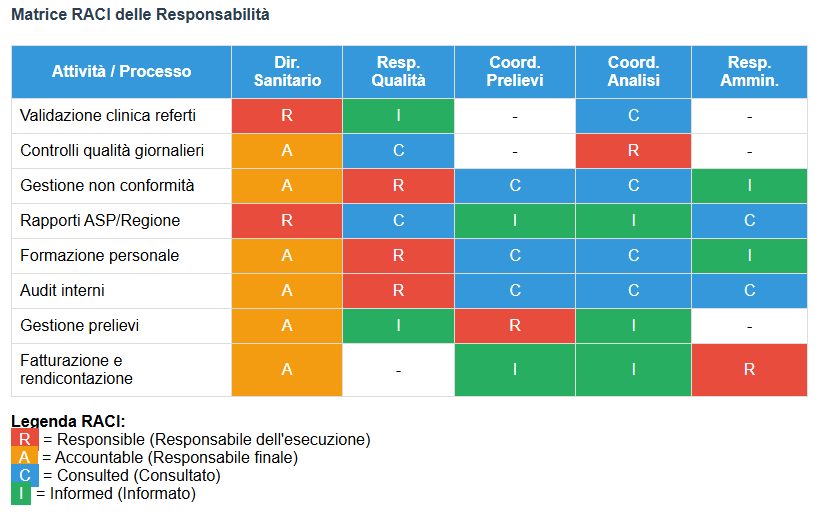 Matrice RACI delle Responsabilità
Attività / Processo Dir. Sanitario Resp. Qualità Coord. Prelievi Coord. Analisi Resp. Ammin.
Validazione clinica referti R I - C -
Controlli qualità giornalieri A C - R -
Gestione non conformità A R C C I
Rapporti ASP/Regione R C I I C
Formazione personale A R C C I
Audit interni A R C C C
Gestione prelievi A I R I -
Fatturazione e rendicontazione A - I I R
Legenda RACI:
R = Responsible (Responsabile dell'esecuzione)
A = Accountable (Responsabile finale)
C = Consulted (Consultato)
I = Informed (Informato)